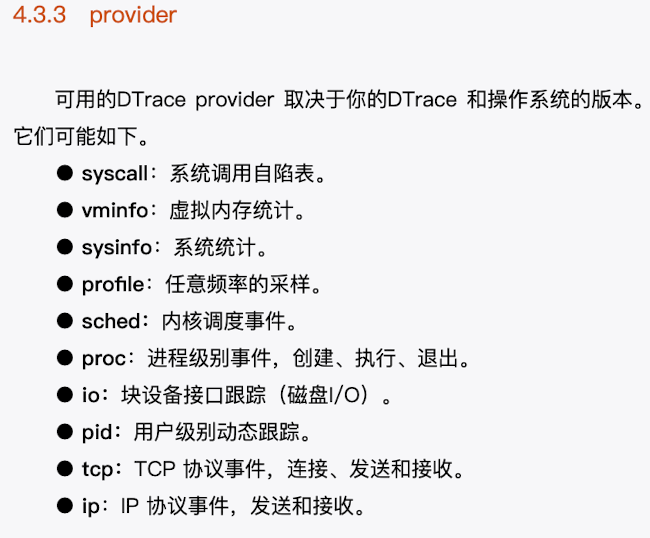 4.3.3 provider
可用的DTrace provider 取决于你的DTrace 和操作系统的版本。
它们可能如下。
● syscall：系统调用自陷表。
● vminfo：虚拟内存统计。
● sysinfo：系统统计。
● profile：任意频率的采样。
● sched：内核调度事件。
● proc：进程级别事件，创建、执行、退出。
● io：块设备接口跟踪（磁盘I/O）。
● pid：用户级别动态跟踪。
● tcp：TCP 协议事件，连接、发送和接收。
● ip：IP 协议事件，发送和接收。